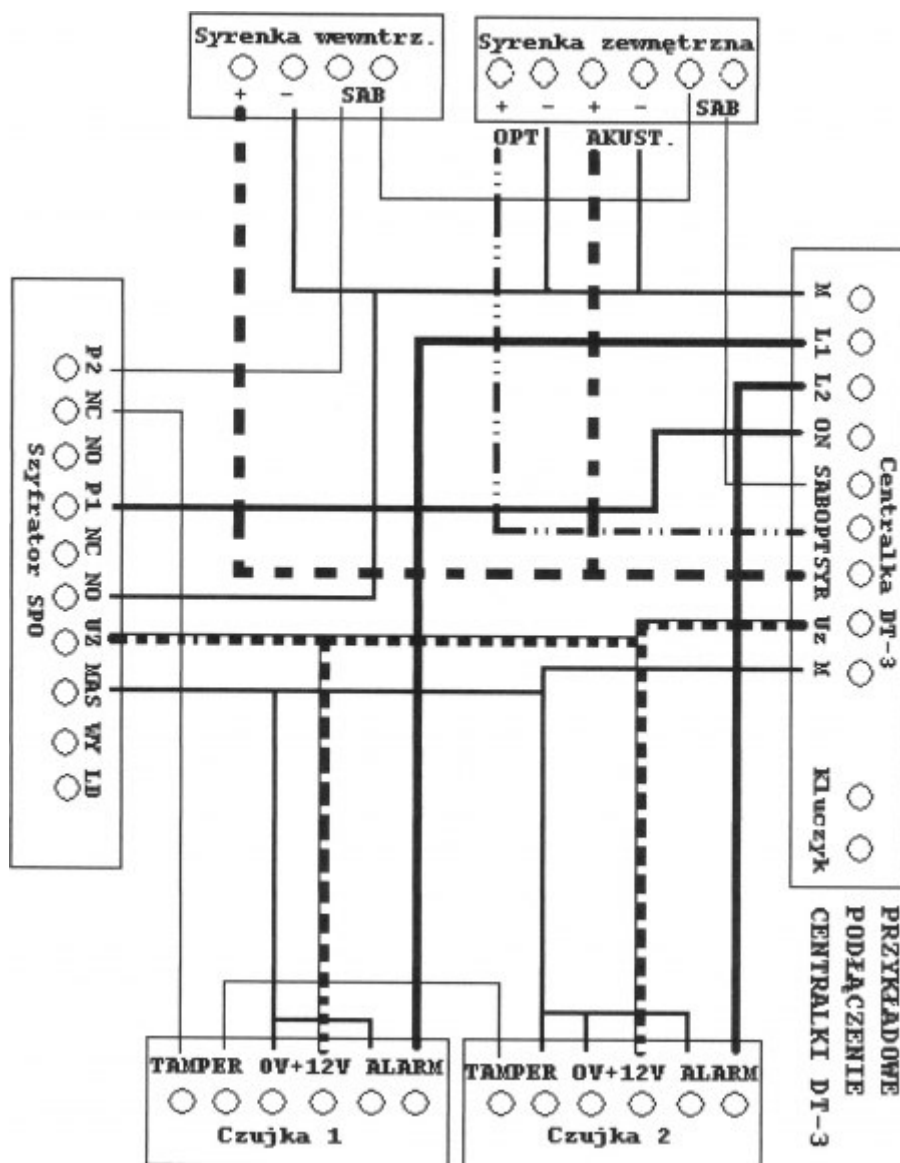 Syrenka wewntrz.
+ - SAB
Syrenka zewnętrzna
+ - + - SAB
OPT AKUST.
Szyfrator SPO
P2
NC
NO
P1
NC
NO
UZ
MAS
WY
LD
Centralka DT-3
M
L1
L2
ON
SAB
OPT
SYR
Uz
M
Kluczyk
TAMPER 0V+12V ALARM
Czujka 1
TAMPER 0V+12V ALARM
Czujka 2
PRZYKŁADOWE
PODŁĄCZENIE
CENTRALKI DT-3